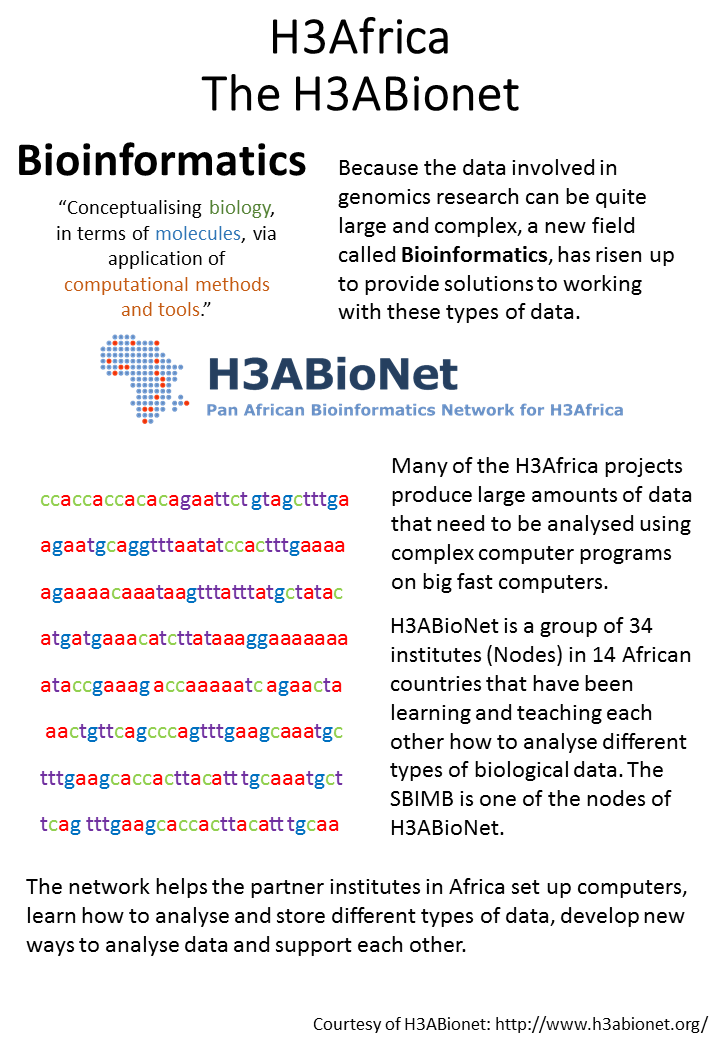 H3Africa
The H3ABionet
Bioinformatics
“Conceptualising biology,
in terms of molecules, via
application of
computational methods
and tools.”
Because the data involved in
genomics research can be quite
large and complex, a new field
called Bioinformatics, has risen up
to provide solutions to working
with these types of data.
H3ABioNet
Pan African Bioinformatics Network for H3Africa
ccaccaccacacagaattct gtagctttga
agaatgcaggtttaatatccactttgaaaa
agaaaacaaataagtttatttatgctatac
atgatgaaacatcttataaaggaaaaaaa
ataccgaaag accaaaaatc agaacta
aactgttcagcccagtttgaagcaaatgc
tttgaagcaccacttacattt tgcaaatgct
tcag tttgaagcaccacttacattt tgcaa
Many of the H3Africa projects
produce large amounts of data
that need to be analysed using
complex computer programs
on big fast computers.
H3ABioNet is a group of 34
institutes (Nodes) in 14 African
countries that have been
learning and teaching each
other how to analyse different
types of biological data. The
SBIMB is one of the nodes of
H3ABioNet.
The network helps the partner institutes in Africa set up computers,
learn how to analyse and store different types of data, develop new
ways to analyse data and support each other.
Courtesy of H3ABionet: http://www.h3abionet.org/